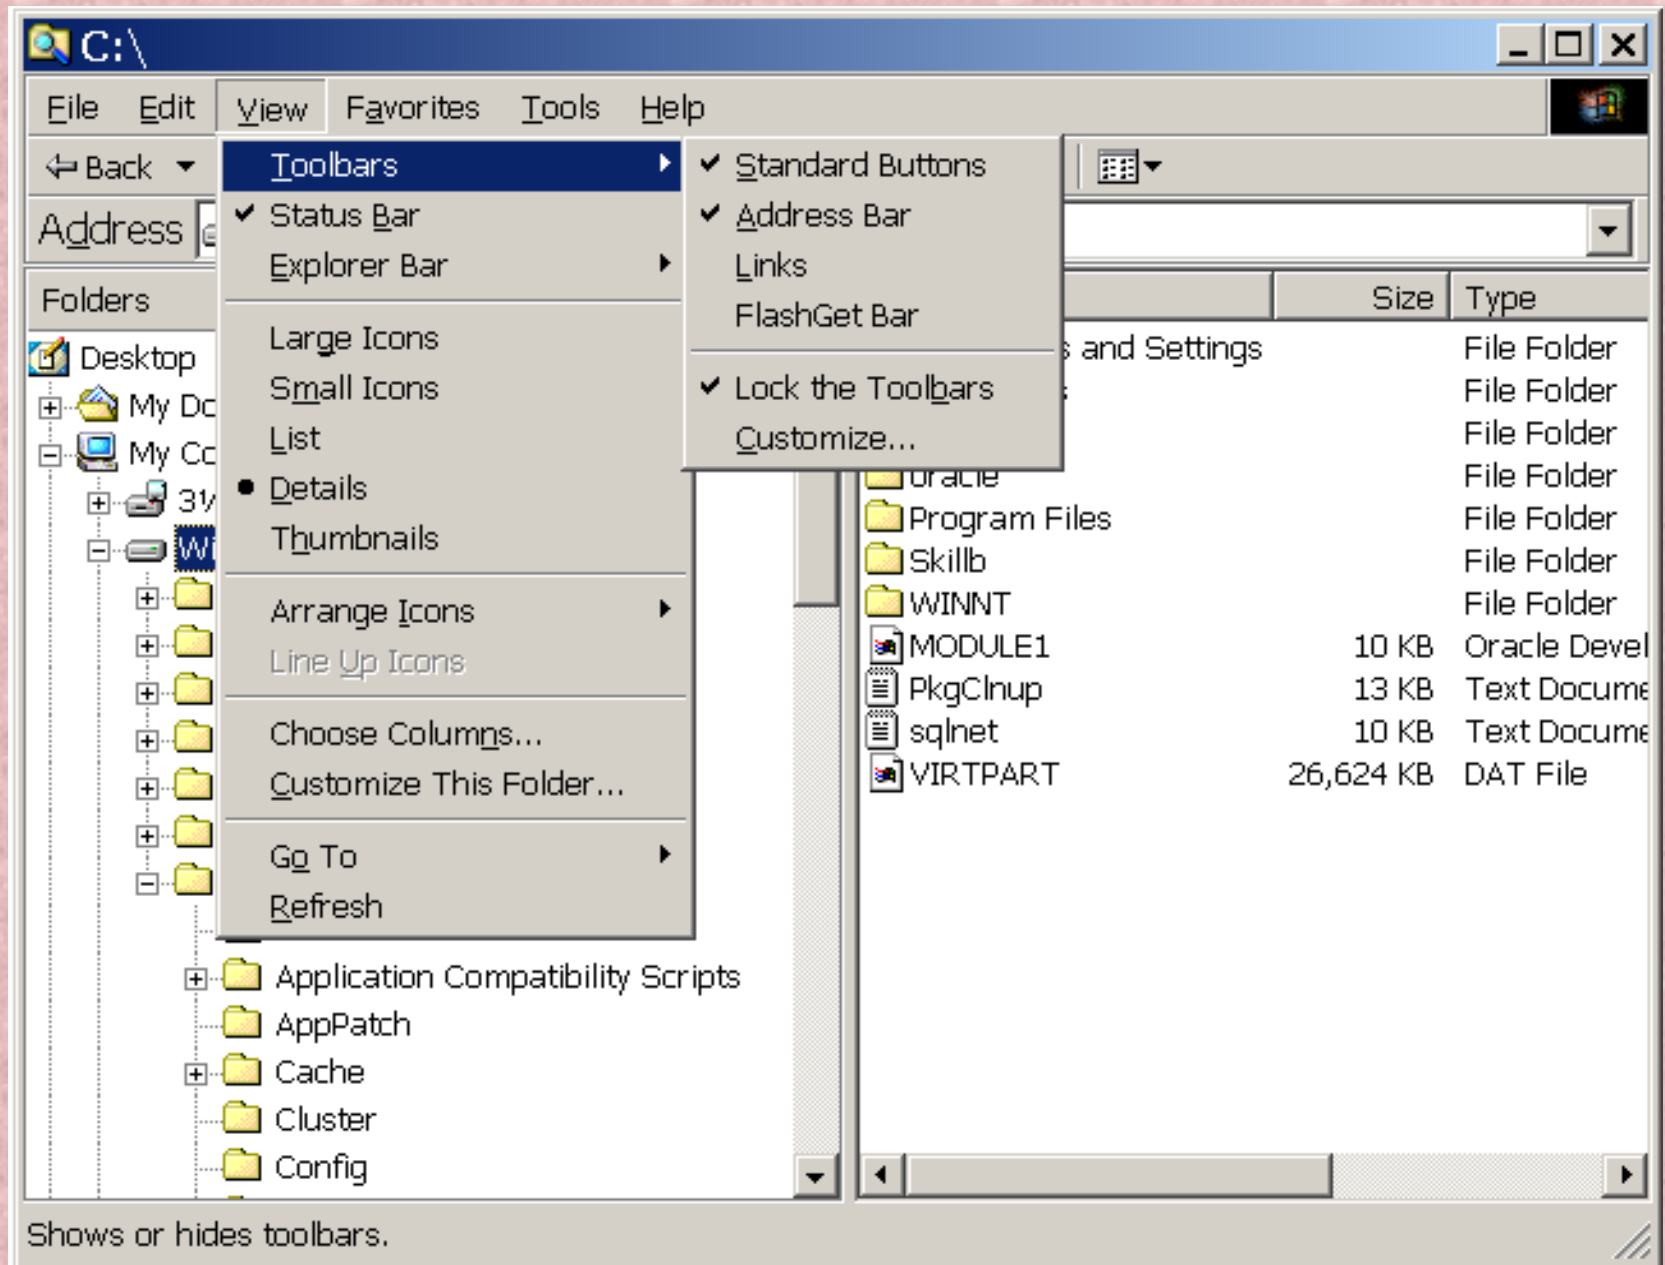 C:\
File Edit View Favorites Tools Help
Back
Address
Toolbars
Status Bar
Explorer Bar
Large Icons
Small Icons
List
Details
Thumbnails
Arrange Icons
Line Up Icons
Choose Columns...
Customize This Folder...
Go To
Refresh
Standard Buttons
Address Bar
Links
FlashGet Bar
Lock the Toolbars
Customize...
Folders
Desktop
My
My
Application Compatibility Scripts
AppPatch
Cache
Cluster
Config
Size Type
and Settings File Folder
File Folder
File Folder
oracle File Folder
Program Files File Folder
Skillb File Folder
WINNT File Folder
MODULE1 10 KB Oracle Devel
PkgClnup 13 KB Text Docume
sqlnet 10 KB Text Docume
VIRTPART 26,624 KB DAT File
Shows or hides toolbars.